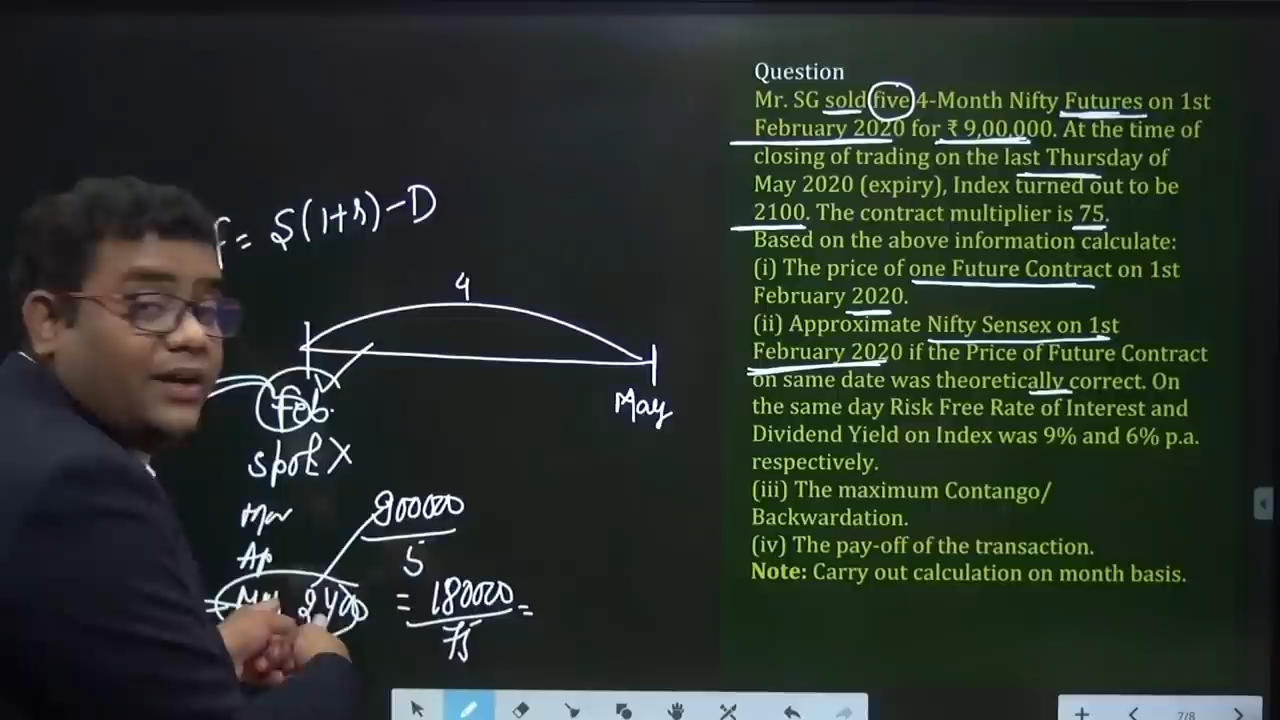 Question
Mr. SG sold five 4-Month Nifty Futures on 1st
February 2020 for ₹ 9,00,000. At the time of
closing of trading on the last Thursday of
May 2020 (expiry), Index turned out to be
2100. The contract multiplier is 75.
Based on the above information calculate:
(i) The price of one Future Contract on 1st
February 2020.
(ii) Approximate Nifty Sensex on 1st
February 2020 if the Price of Future Contract
on same date was theoretically correct. On
the same day Risk Free Rate of Interest and
Dividend Yield on Index was 9% and 6% p.a.
respectively.
(iii) The maximum Contango/
Backwardation.
(iv) The pay-off of the transaction.
Note: Carry out calculation on month basis.
F = S(1+r)-D
4
Feb.
May
Spot X
Mar
Ap
900000
5
2400
= 180000 =
75
7/8